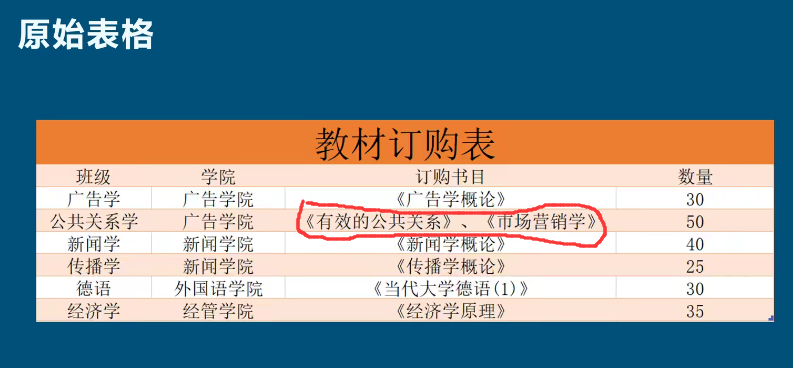 原始表格
教材订购表
班级 学院 订购书目 数量
广告学 广告学院 《广告学概论》 30
公共关系学 广告学院 《有效的公共关系》、《市场营销学》 50
新闻学 新闻学院 《新闻学概论》 40
传播学 新闻学院 《传播学概论》 25
德语 外国语学院 《当代大学德语(1)》 30
经济学 经管学院 《经济学原理》 35